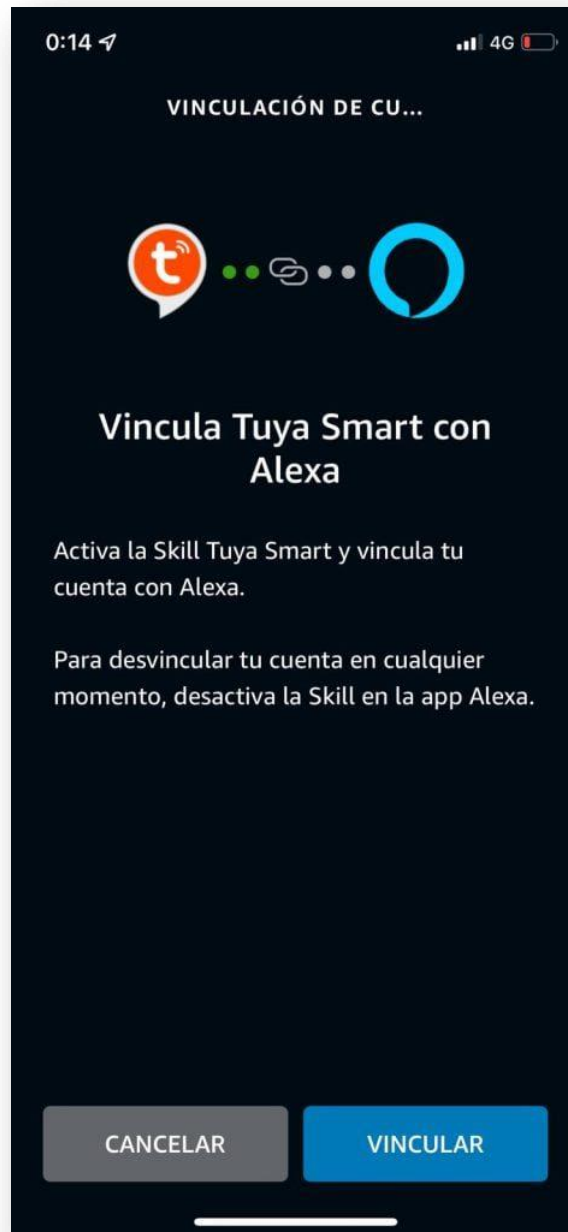 0:14
4G
VINCULACIÓN DE CU...
t
Vincula Tuya Smart con
Alexa
Activa la Skill Tuya Smart y vincula tu
cuenta con Alexa.
Para desvincular tu cuenta en cualquier
momento, desactiva la Skill en la app Alexa.
CANCELAR
VINCULAR